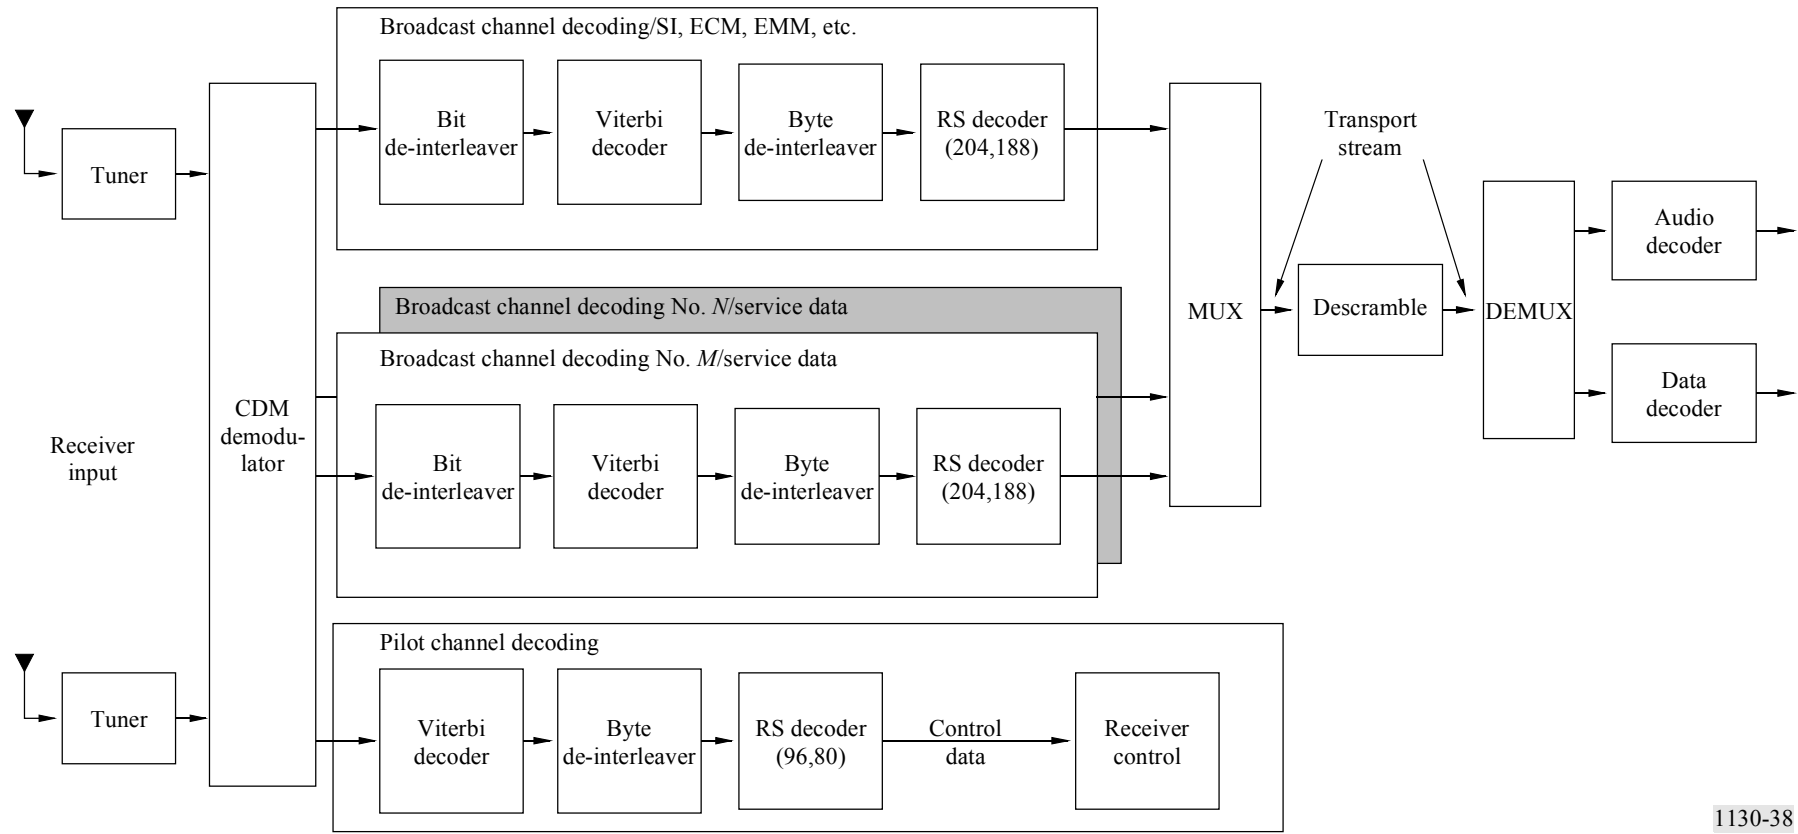 Broadcast channel decoding/SI, ECM, EMM, etc.
Bit
de-interleaver
Viterbi
decoder
Byte
de-interleaver
RS decoder
(204,188)
Tuner
Transport
stream
Audio
decoder
Broadcast channel decoding No. N/service data
Broadcast channel decoding No. M/service data
MUX
Descramble
DEMUX
Data
decoder
Receiver
input
CDM
demodu-
lator
Bit
de-interleaver
Viterbi
decoder
Byte
de-interleaver
RS decoder
(204,188)
Pilot channel decoding
Tuner
Viterbi
decoder
Byte
de-interleaver
RS decoder
(96,80)
Control
data
Receiver
control
1130-38